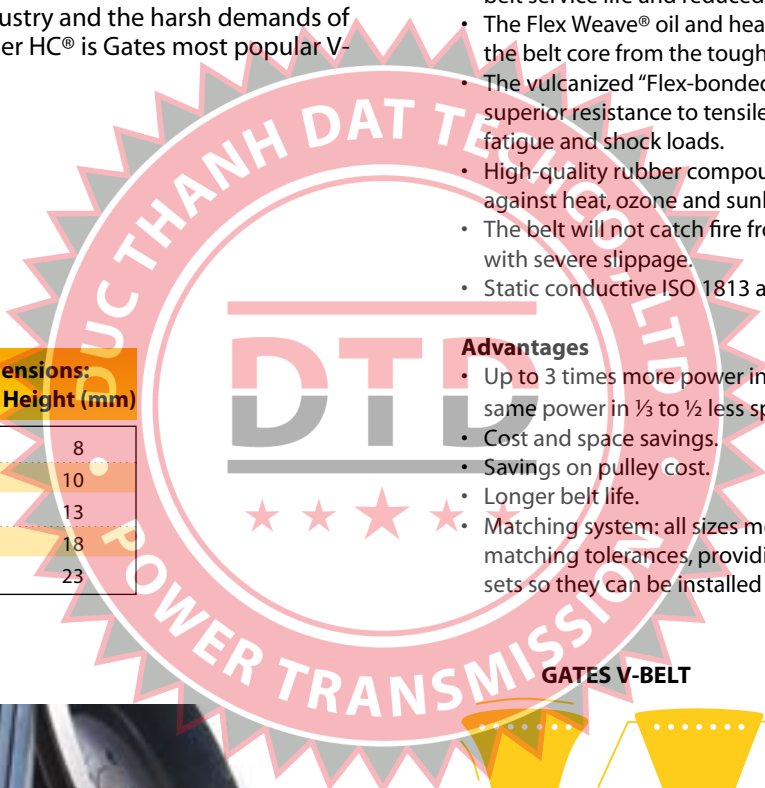 ustry and the harsh demands of
er HC® is Gates most popular V-
ensions:
Height (mm)
8
10
13
18
23
belt service life and reduced
• The Flex Weave® oil and hea
the belt core from the tough
• The vulcanized “Flex-bonded
superior resistance to tensile
fatigue and shock loads.
• High-quality rubber compou
against heat, ozone and sunl
• The belt will not catch fire fro
with severe slippage.
• Static conductive ISO 1813 a
Advantages
• Up to 3 times more power in
same power in ⅓ to ½ less sp
• Cost and space savings.
• Savings on pulley cost.
• Longer belt life.
• Matching system: all sizes me
matching tolerances, providi
sets so they can be installed
GATES V-BELT
DUC THANH DAT TECHCO., LTD
DTD
POWER TRANSMISSION